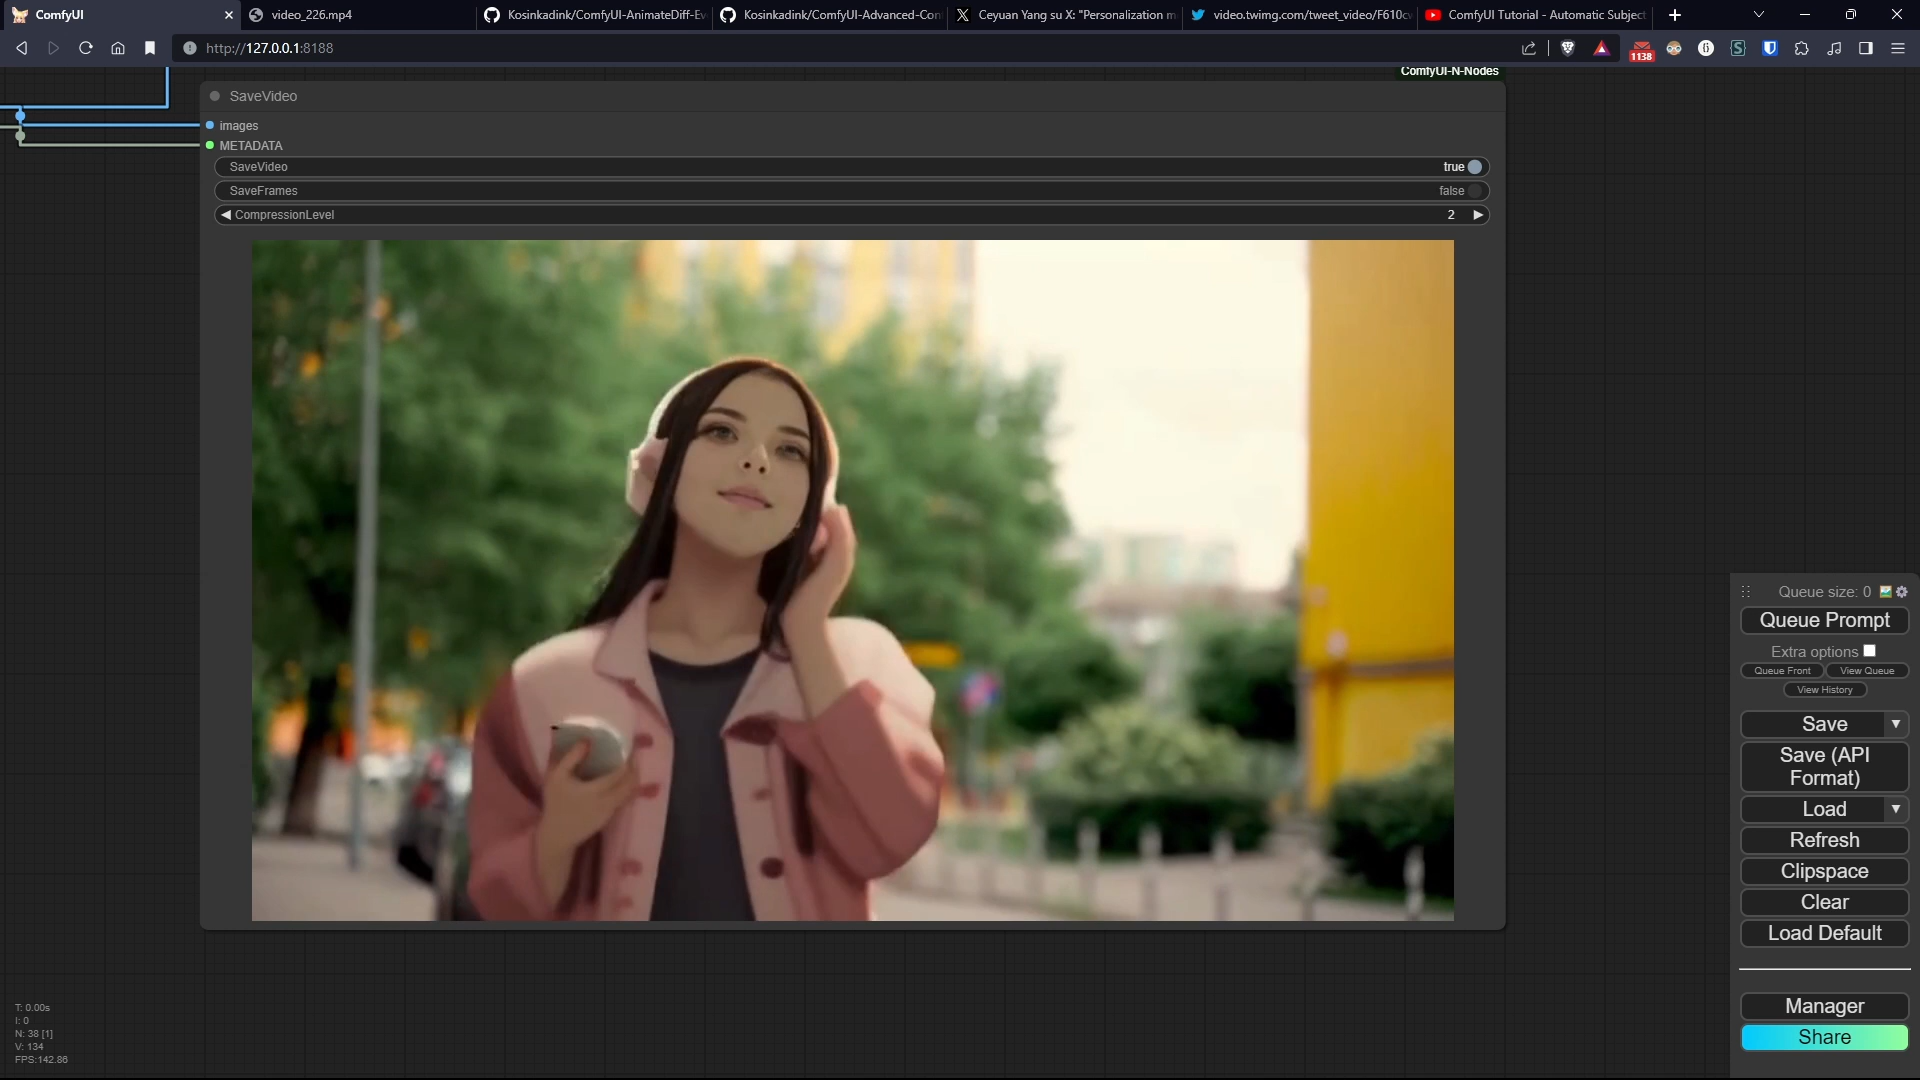 ComfyUI
video_226.mp4
Kosinkadink/ComfyUI-AnimateDiff-Ev
Kosinkadink/ComfyUI-Advanced-Con
Ceyuan Yang su X: "Personalization m
video.twimg.com/tweet_video/F610cw
ComfyUI Tutorial - Automatic Subject
http://127.0.0.1:8188
1138
ComfyUI-N-Nodes
SaveVideo
images
METADATA
SaveVideo true
SaveFrames false
CompressionLevel 2
Queue size: 0
Queue Prompt
Extra options
Queue Front View Queue
View History
Save
Save (API
Format)
Load
Refresh
Clipspace
Clear
Load Default
Manager
Share
T: 0.00s
I: 0
N: 38 [1]
V: 134
FPS:142.86